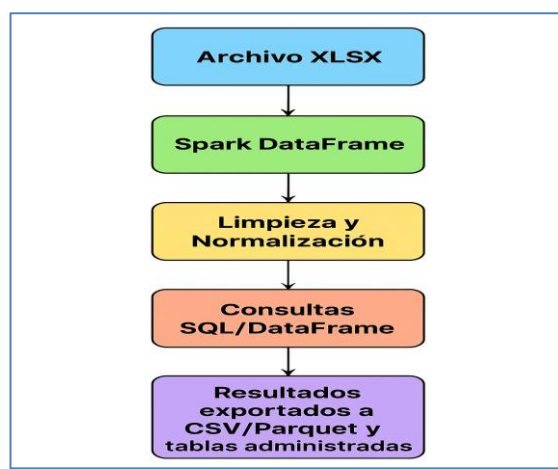 Archivo XLSX
Spark DataFrame
Limpieza y
Normalización
Consultas
SQL/DataFrame
Resultados
exportados a
CSV/Parquet y
tablas administradas